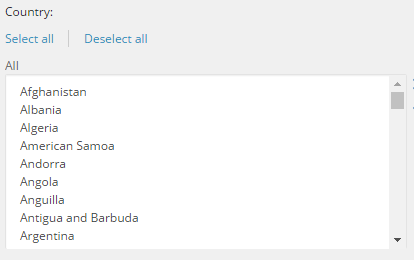 Country:
Select all Deselect all
All
Afghanistan
Albania
Algeria
American Samoa
Andorra
Angola
Anguilla
Antigua and Barbuda
Argentina